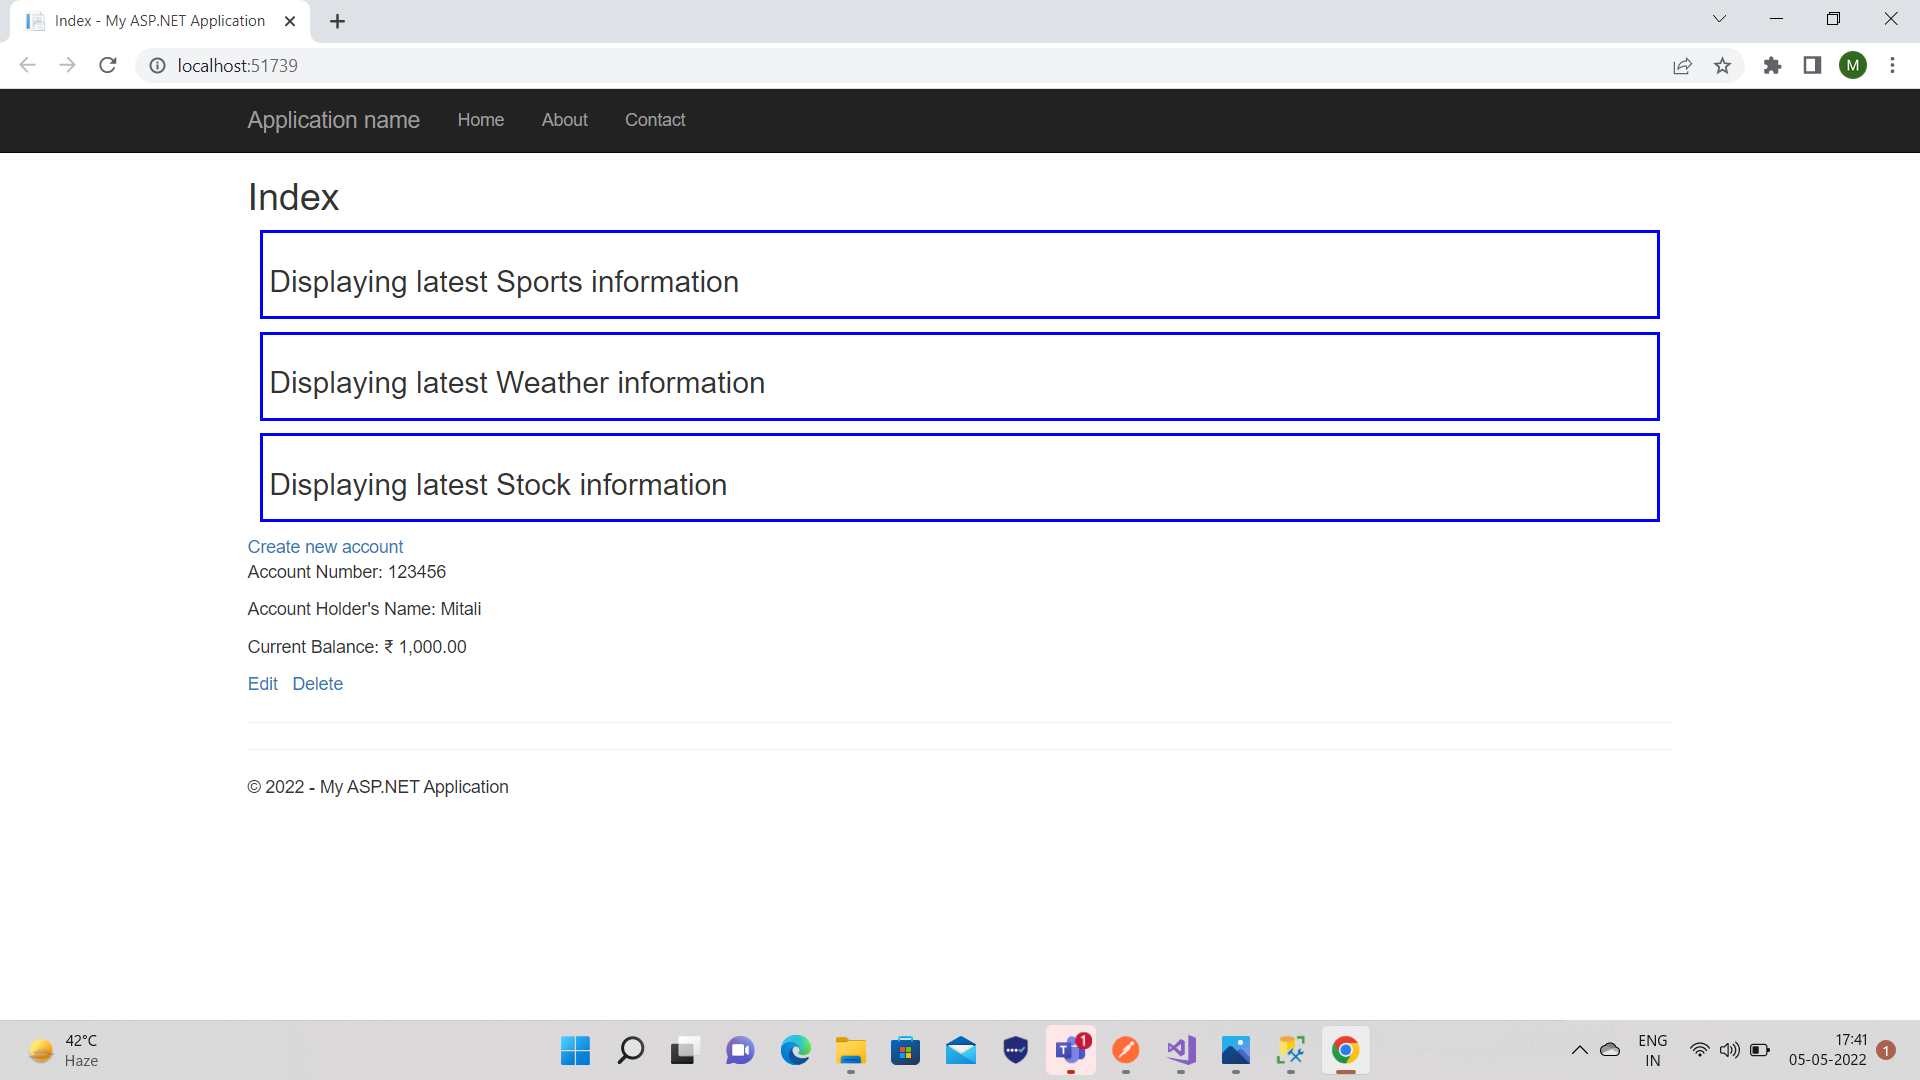 Index - My ASP.NET Application
localhost:51739
M
Application name Home About Contact
Index
Displaying latest Sports information
Displaying latest Weather information
Displaying latest Stock information
Create new account
Account Number: 123456
Account Holder's Name: Mitali
Current Balance: ₹ 1,000.00
Edit Delete
© 2022 - My ASP.NET Application
42°C
Haze
T
1
ENG
IN
17:41
05-05-2022
1